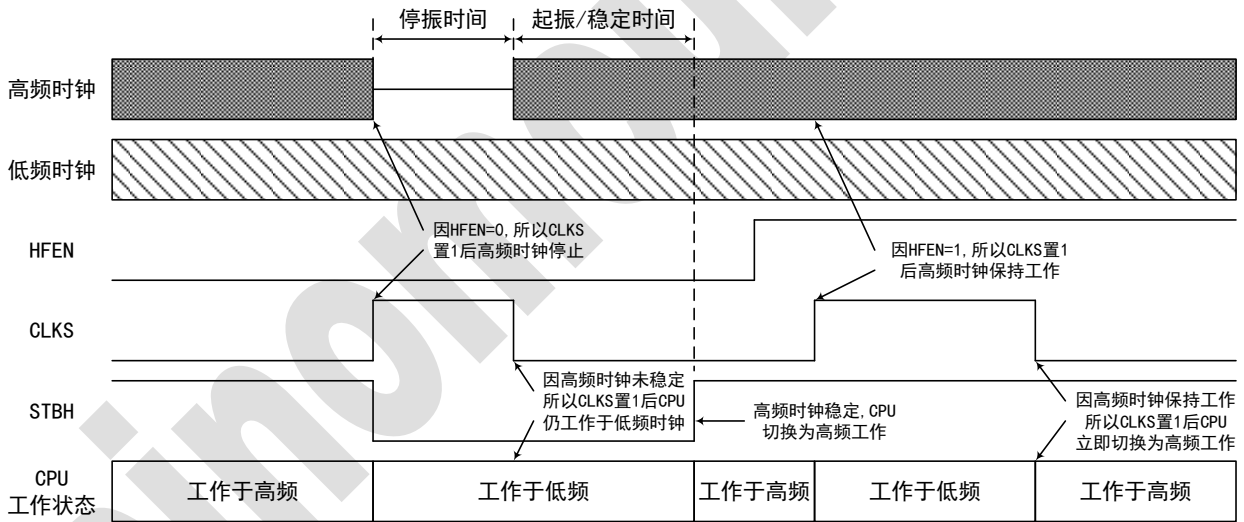 停振时间
起振/稳定时间
高频时钟
低频时钟
HFEN
因HFEN=0,所以CLKS
置1后高频时钟停止
因HFEN=1,所以CLKS置1
后高频时钟保持工作
CLKS
STBH
因高频时钟未稳定
所以CLKS置1后CPU
仍工作于低频时钟
高频时钟稳定,CPU
切换为高频工作
因高频时钟保持工作
所以CLKS置1后CPU
立即切换为高频工作
CPU
工作状态
工作于高频
工作于低频
工作于高频
工作于低频
工作于高频